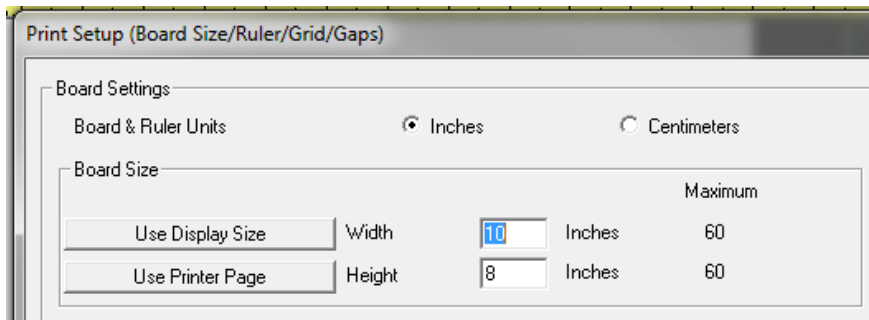 Print Setup (Board Size/Ruler/Grid/Gaps)
Board Settings
Board & Ruler Units Inches Centimeters
Board Size
Maximum
Use Display Size Width 10 Inches 60
Use Printer Page Height 8 Inches 60